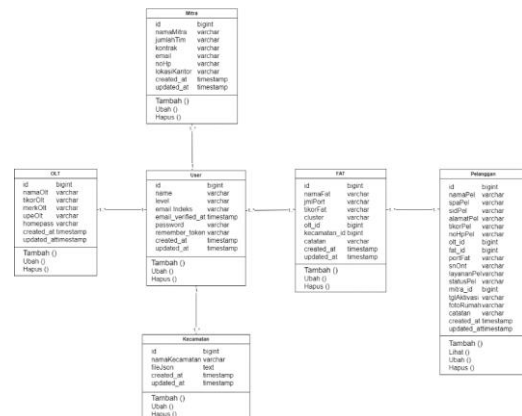 Mitra
id bigint
namaMitra varchar
jumlahTim varchar
kontrak varchar
email varchar
noHp varchar
lokasiKantor varchar
created_at timestamp
updated_at timestamp
Tambah ()
Ubah ()
Hapus ()
OLT
id bigint
namaOlt varchar
tikorOlt varchar
merkOlt varchar
upeOlt varchar
homepass varchar
created_at timestamp
updated_at timestamp
Tambah ()
Ubah ()
Hapus ()
User
id bigint
name varchar
level varchar
email Indeks varchar
email_verified_at timestamp
password varchar
remember_token varchar
created_at timestamp
updated_at timestamp
Tambah ()
Ubah ()
Hapus ()
FAT
id bigint
namaFat varchar
jmlPort varchar
tikorFat varchar
cluster varchar
olt_id bigint
kecamatan_id bigint
catatan varchar
created_at timestamp
updated_at timestamp
Tambah ()
Ubah ()
Hapus ()
Pelanggan
id bigint
namaPel varchar
spaPel varchar
sidPel varchar
alamatPel varchar
tikorPel varchar
noHpPel varchar
olt_id bigint
fat_id bigint
portFat varchar
snOnt varchar
layananPel varchar
statusPel varchar
mitra_id bigint
tglAktivasi varchar
fotoRumah varchar
catatan varchar
created_at timestamp
updated_at timestamp
Tambah ()
Lihat ()
Ubah ()
Hapus ()
Kecamatan
id bigint
namaKecamatan varchar
fileJson text
created_at timestamp
updated_at timestamp
Tambah ()
Ubah ()
Hapus ()